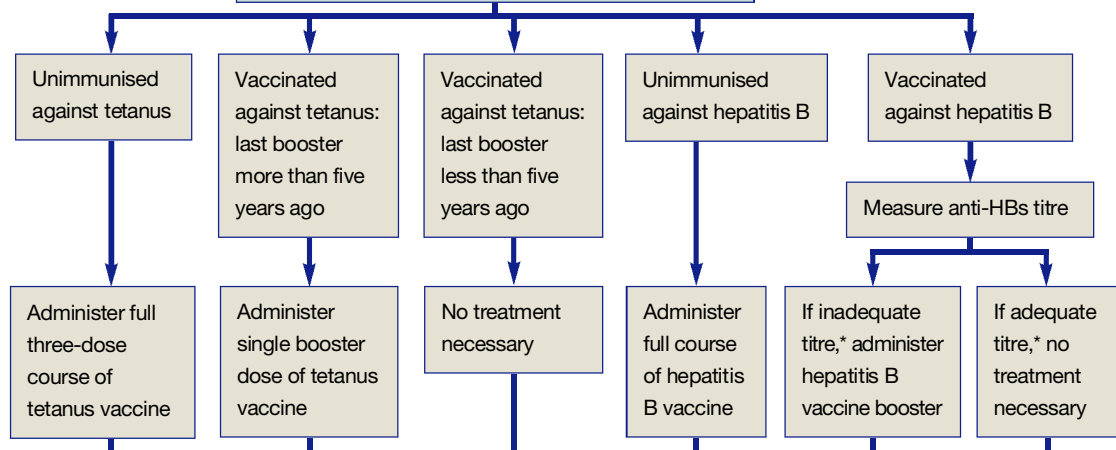 Unimmunised
against tetanus
Vaccinated
against tetanus:
last booster
more than five
years ago
Vaccinated
against tetanus:
last booster
less than five
years ago
Unimmunised
against hepatitis B
Vaccinated
against hepatitis B
Measure anti-HBs titre
Administer full
three-dose
course of
tetanus vaccine
Administer
single booster
dose of tetanus
vaccine
No treatment
necessary
Administer
full course
of hepatitis
B vaccine
If inadequate
titre,* administer
hepatitis B
vaccine booster
If adequate
titre,* no
treatment
necessary